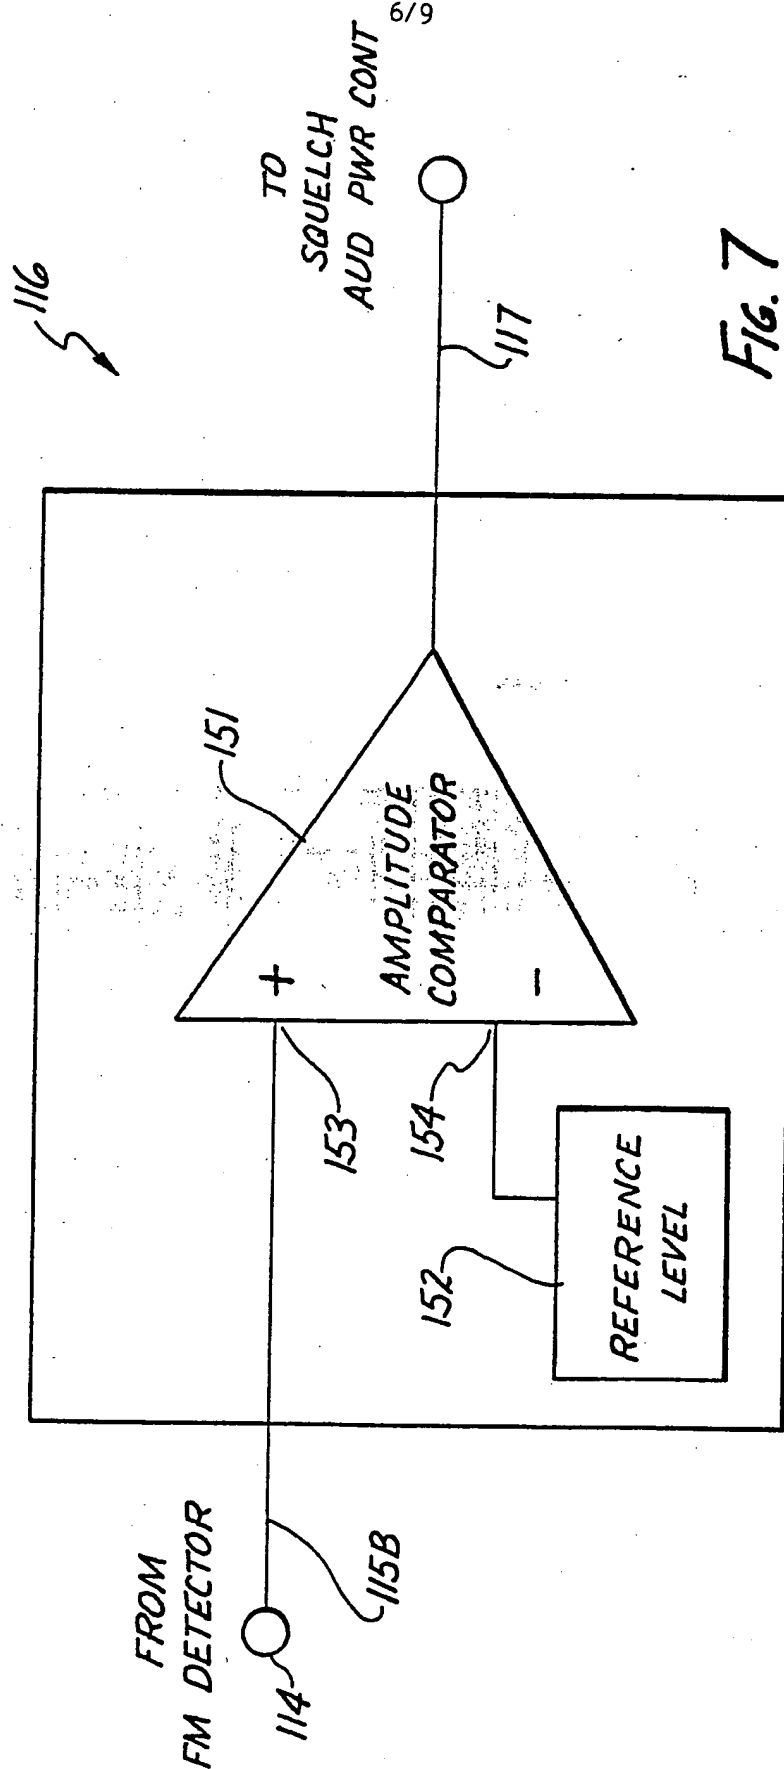 6/9
116
TO
SQUELCH
AUD PWR CONT
117
151
+
AMPLITUDE
COMPARATOR
-
153
154
152
REFERENCE
LEVEL
FROM
FM DETECTOR
114
115B
FIG. 7